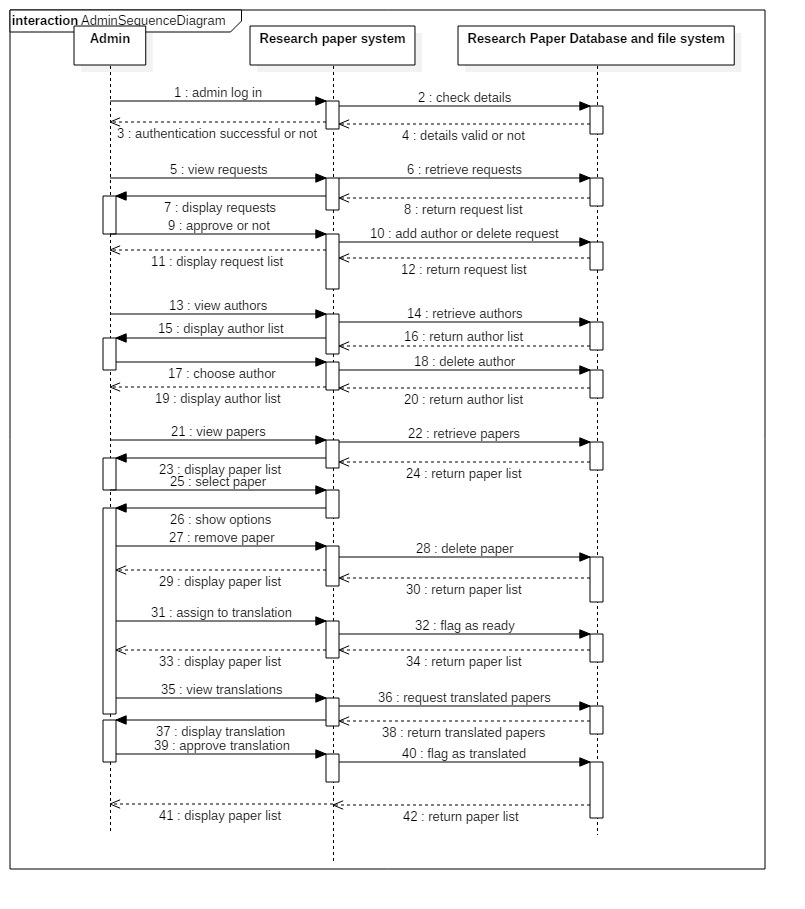 interaction AdminSequenceDiagram
Admin
Research paper system
Research Paper Database and file system
1 : admin log in
2 : check details
3 : authentication successful or not
4 : details valid or not
5 : view requests
6 : retrieve requests
7 : display requests
8 : return request list
9 : approve or not
10 : add author or delete request
11 : display request list
12 : return request list
13 : view authors
14 : retrieve authors
15 : display author list
16 : return author list
17 : choose author
18 : delete author
19 : display author list
20 : return author list
21 : view papers
22 : retrieve papers
23 : display paper list
24 : return paper list
25 : select paper
26 : show options
27 : remove paper
28 : delete paper
29 : display paper list
30 : return paper list
31 : assign to translation
32 : flag as ready
33 : display paper list
34 : return paper list
35 : view translations
36 : request translated papers
37 : display translation
38 : return translated papers
39 : approve translation
40 : flag as translated
41 : display paper list
42 : return paper list